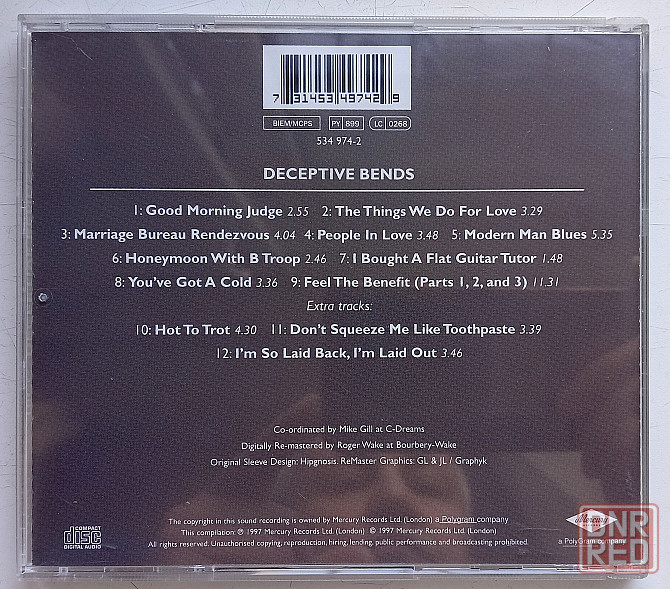 7 31453 49742 9
BIEM/MCPS PY 899 LC 0268
534 974-2
DECEPTIVE BENDS
1: Good Morning Judge 2.55 2: The Things We Do For Love 3.29
3: Marriage Bureau Rendezvous 4.04 4: People In Love 3.48 5: Modern Man Blues 5.35
6: Honeymoon With B Troop 2.46 7: I Bought A Flat Guitar Tutor 1.48
8: You've Got A Cold 3.36 9: Feel The Benefit (Parts 1, 2, and 3) 11.31
Extra tracks:
10: Hot To Trot 4.30 11: Don't Squeeze Me Like Toothpaste 3.39
12: I'm So Laid Back, I'm Laid Out 3.46
Co-ordinated by Mike Gill at C-Dreams
Digitally Re-mastered by Roger Wake at Bourbery-Wake
Original Sleeve Design: Hipgnosis. ReMaster Graphics: GL & JL / Graphyk
COMPACT
disc
DIGITAL AUDIO
The copyright in this sound recording is owned by Mercury Records Ltd. (London) a Polygram company
This compilation: ℗ 1997 Mercury Records Ltd. (London) © 1997 Mercury Records Ltd. (London)
All rights reserved. Unauthorised copying, reproduction, hiring, lending, public performance and broadcasting prohibited.
Mercury
a PolyGram company
UNR
RED